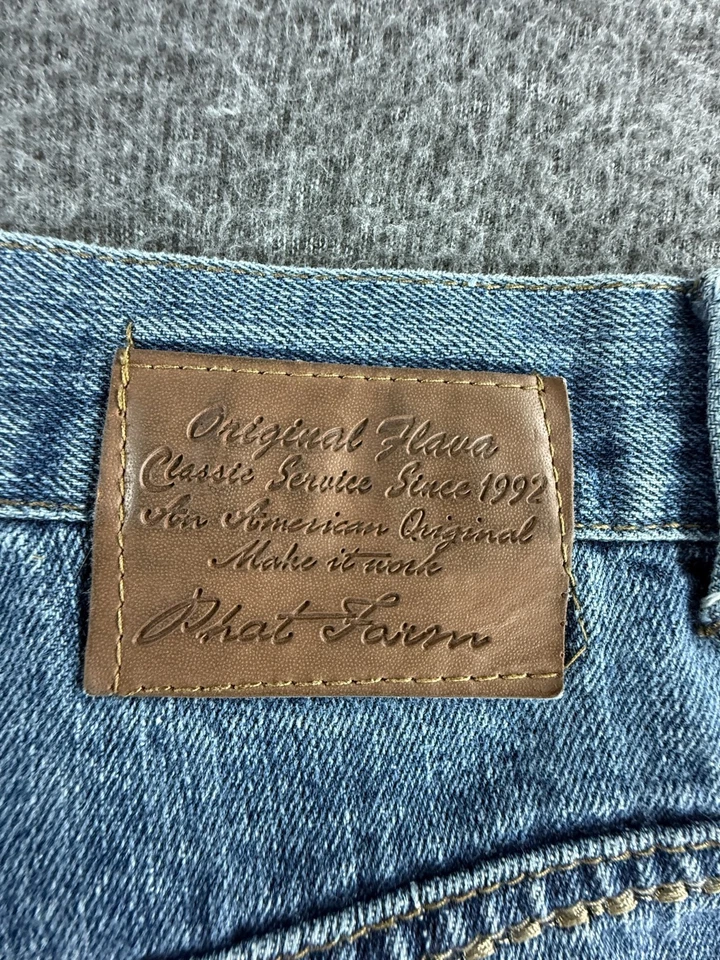 Original Flava
Classic Service Since 1992
An American Original
Make it work
Phat Farm